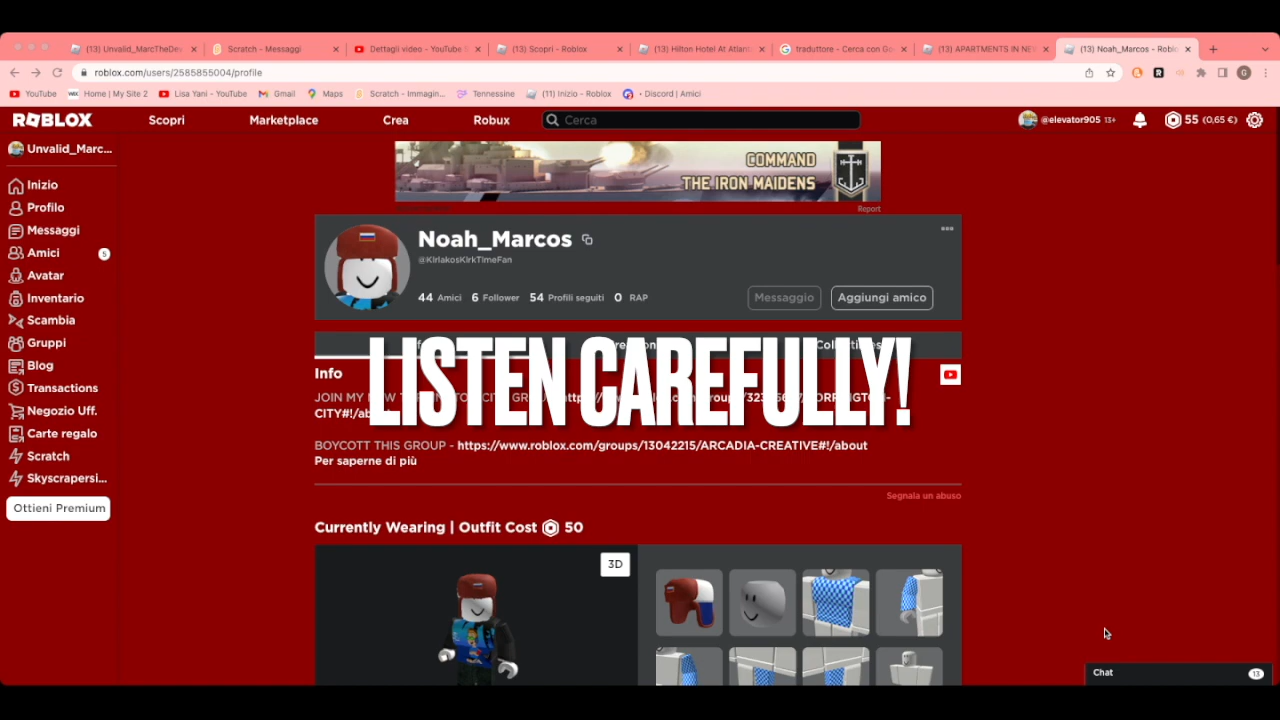 (13) Unvalid_MarcTheDev
Scratch - Messaggi
Dettagli video - YouTube S
(13) Scopri - Roblox
(13) Hilton Hotel At Atlanta
traduttore - Cerca con Go
(13) APARTMENTS IN NE
(13) Noah_Marcos - Roblo
roblox.com/users/2585855004/profile
YouTube
Home | My Site 2
Lisa Yani - YouTube
Gmail
Maps
Scratch - Immagin...
Tennessine
(11) Inizio - Roblox
• Discord | Amici
ROBLOX
Scopri
Marketplace
Crea
Robux
Cerca
@elevator905 13+
55 (0,65 €)
Unvalid_Marc...
Inizio
Profilo
Messaggi
Amici 5
Avatar
Inventario
Scambia
Gruppi
Blog
Transactions
Negozio Uff.
Carte regalo
Scratch
Skyscrapersi...
Ottieni Premium
COMMAND
THE IRON MAIDENS
Report
Noah_Marcos
@KirlakosKirkTimeFan
44 Amici 6 Follower 54 Profili seguiti 0 RAP
Messaggio
Aggiungi amico
LISTEN CAREFULLY!
Info
JOIN MY
CITY#!/ab
BOYCOTT THIS GROUP - https://www.roblox.com/groups/13042215/ARCADIA-CREATIVE#!/about
Per saperne di più
Segnala un abuso
Currently Wearing | Outfit Cost 50
3D
Chat 13